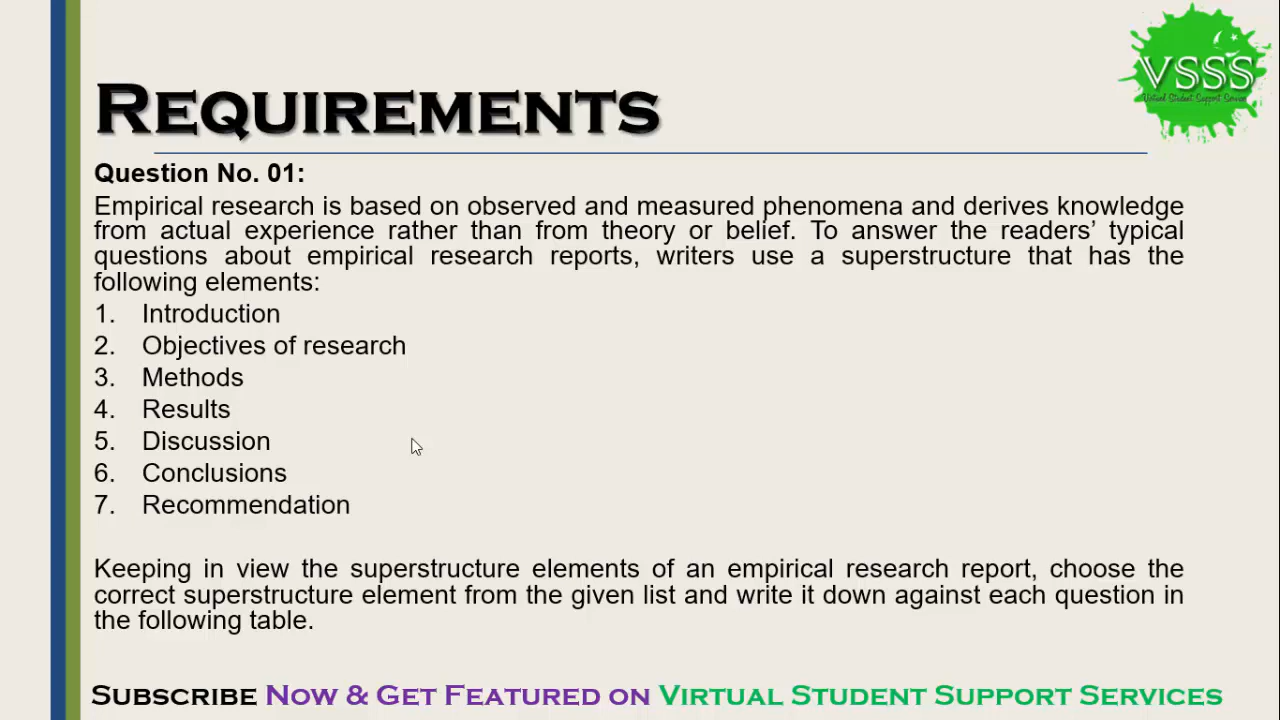 VSSS
Virtual Student Support Service
REQUIREMENTS
Question No. 01:
Empirical research is based on observed and measured phenomena and derives knowledge
from actual experience rather than from theory or belief. To answer the readers’ typical
questions about empirical research reports, writers use a superstructure that has the
following elements:
1. Introduction
2. Objectives of research
3. Methods
4. Results
5. Discussion
6. Conclusions
7. Recommendation
Keeping in view the superstructure elements of an empirical research report, choose the
correct superstructure element from the given list and write it down against each question in
the following table.
SUBSCRIBE NOW & GET FEATURED ON VIRTUAL STUDENT SUPPORT SERVICES